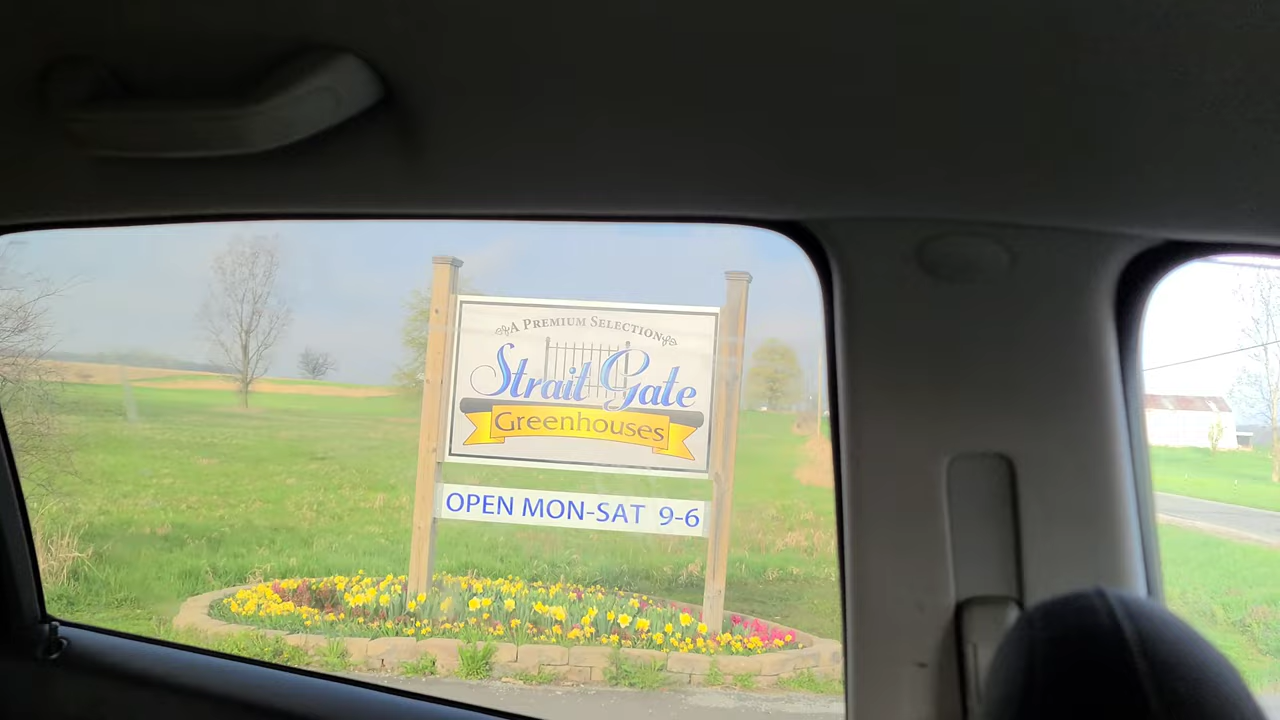 A PREMIUM SELECTION
Strait Gate
Greenhouses
OPEN MON-SAT 9-6